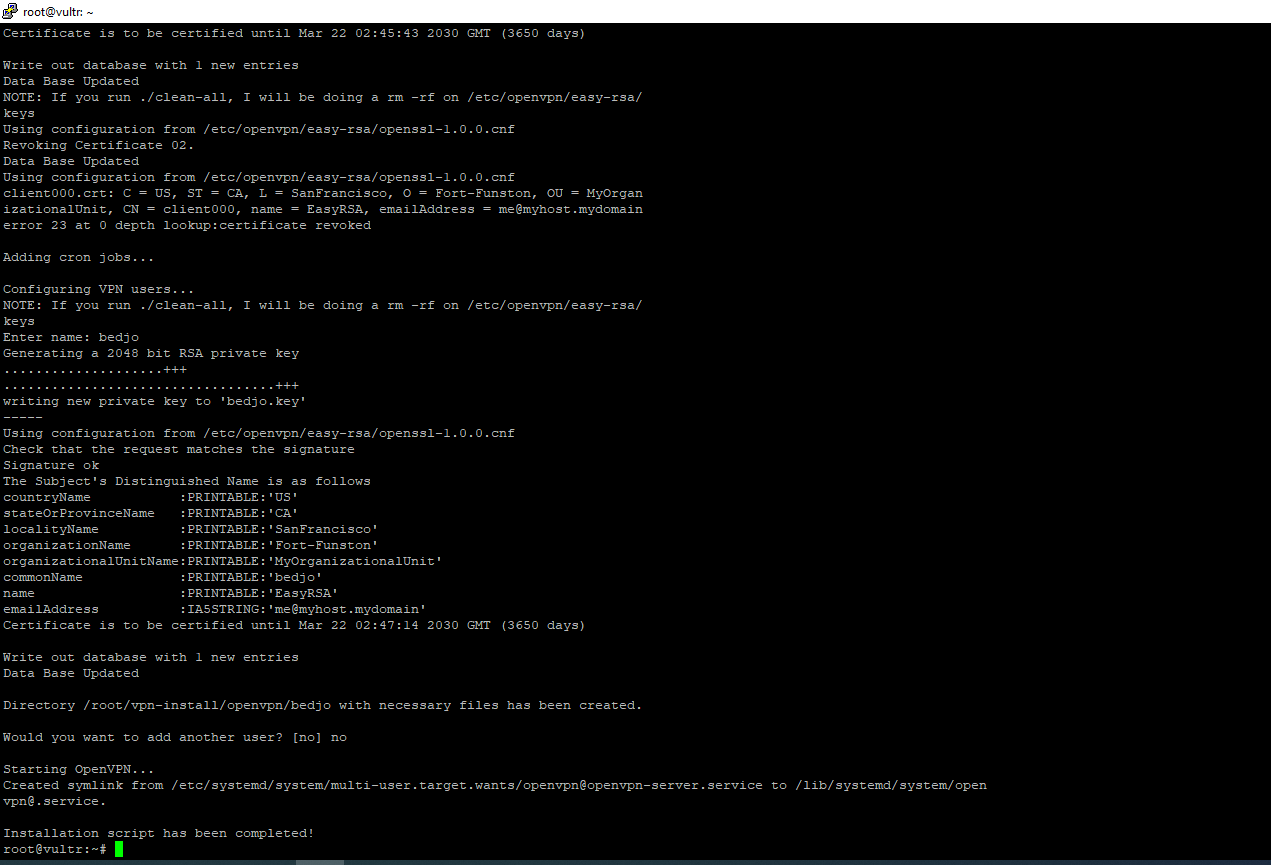 root@vultr: ~
Certificate is to be certified until Mar 22 02:45:43 2030 GMT (3650 days)
Write out database with 1 new entries
Data Base Updated
NOTE: If you run ./clean-all, I will be doing a rm -rf on /etc/openvpn/easy-rsa/
keys
Using configuration from /etc/openvpn/easy-rsa/openssl-1.0.0.cnf
Revoking Certificate 02.
Data Base Updated
Using configuration from /etc/openvpn/easy-rsa/openssl-1.0.0.cnf
client000.crt: C = US, ST = CA, L = SanFrancisco, O = Fort-Funston, OU = MyOrgan
izationalUnit, CN = client000, name = EasyRSA, emailAddress = me@myhost.mydomain
error 23 at 0 depth lookup:certificate revoked
Adding cron jobs...
Configuring VPN users...
NOTE: If you run ./clean-all, I will be doing a rm -rf on /etc/openvpn/easy-rsa/
keys
Enter name: bedjo
Generating a 2048 bit RSA private key
....................+++
..................................+++
writing new private key to 'bedjo.key'
-----
Using configuration from /etc/openvpn/easy-rsa/openssl-1.0.0.cnf
Check that the request matches the signature
Signature ok
The Subject's Distinguished Name is as follows
countryName           :PRINTABLE:'US'
stateOrProvinceName   :PRINTABLE:'CA'
localityName          :PRINTABLE:'SanFrancisco'
organizationName      :PRINTABLE:'Fort-Funston'
organizationalUnitName:PRINTABLE:'MyOrganizationalUnit'
commonName            :PRINTABLE:'bedjo'
name                  :PRINTABLE:'EasyRSA'
emailAddress          :IA5STRING:'me@myhost.mydomain'
Certificate is to be certified until Mar 22 02:47:14 2030 GMT (3650 days)
Write out database with 1 new entries
Data Base Updated
Directory /root/vpn-install/openvpn/bedjo with necessary files has been created.
Would you want to add another user? [no] no
Starting OpenVPN...
Created symlink from /etc/systemd/system/multi-user.target.wants/openvpn@openvpn-server.service to /lib/systemd/system/open
vpn@.service.
Installation script has been completed!
root@vultr:~#